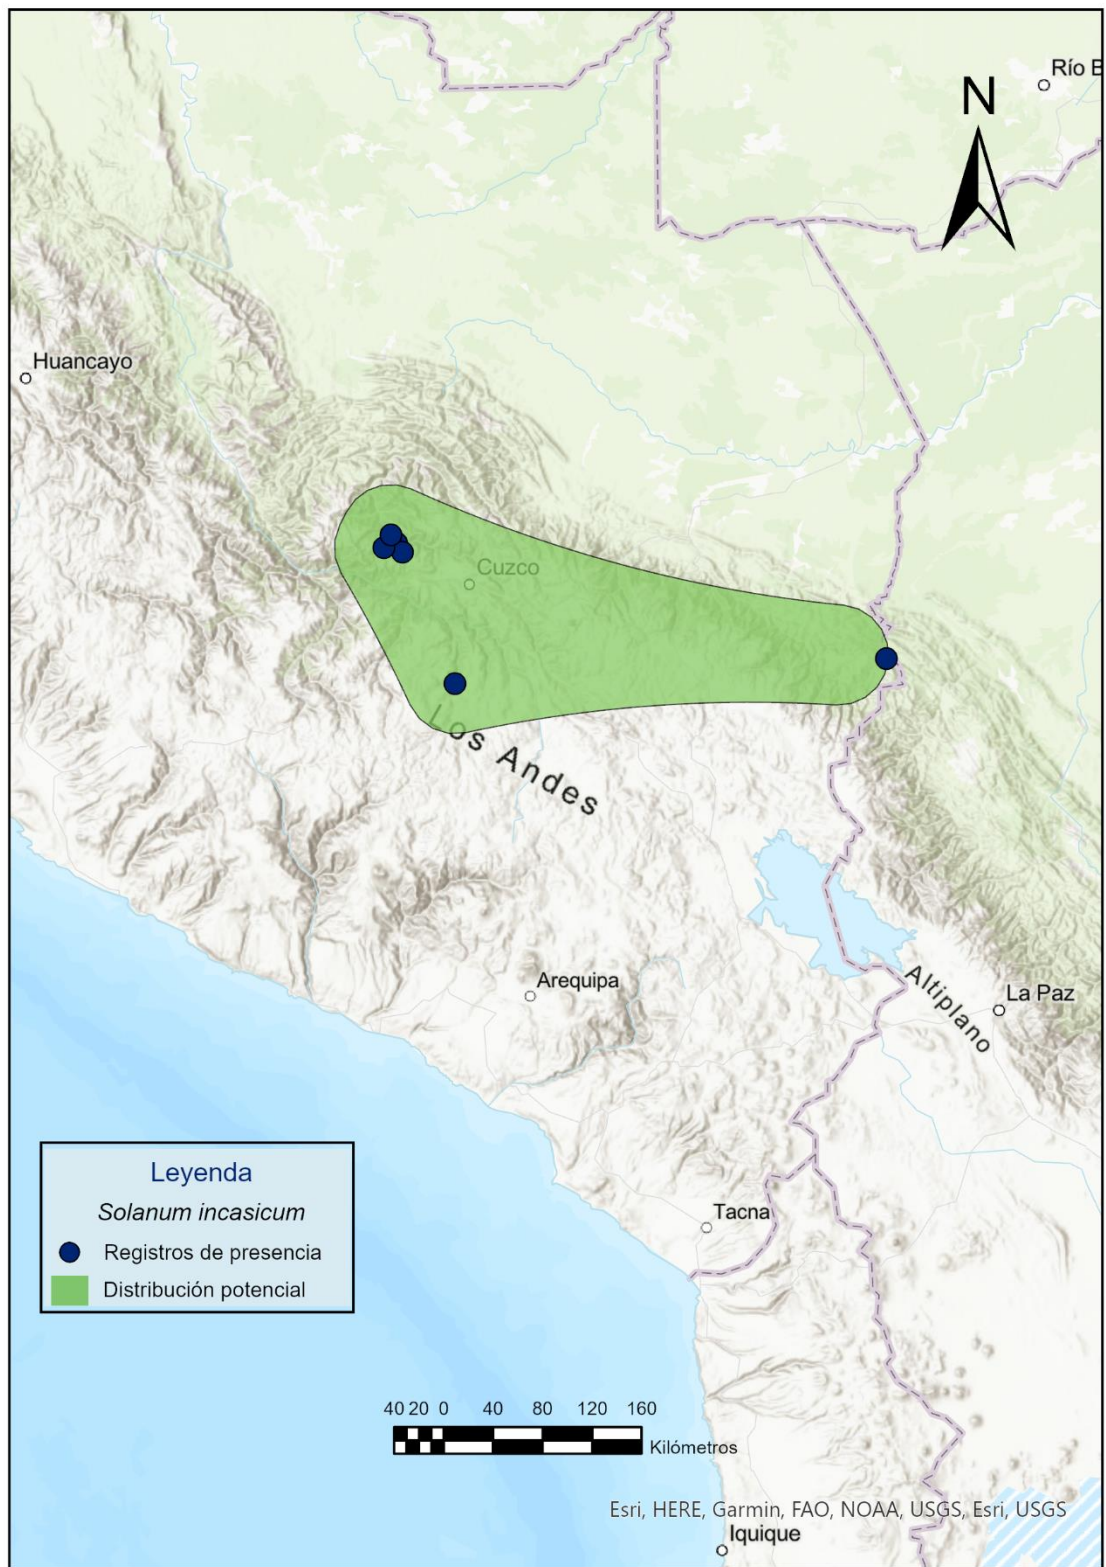 Río B
N
Huancayo
Cuzco
Los Andes
Arequipa
Altiplano
La Paz
Leyenda
Solanum incasicum
Registros de presencia
Distribución potencial
Tacna
40 20 0 40 80 120 160
Kilómetros
Esri, HERE, Garmin, FAO, NOAA, USGS, Esri, USGS
Iquique